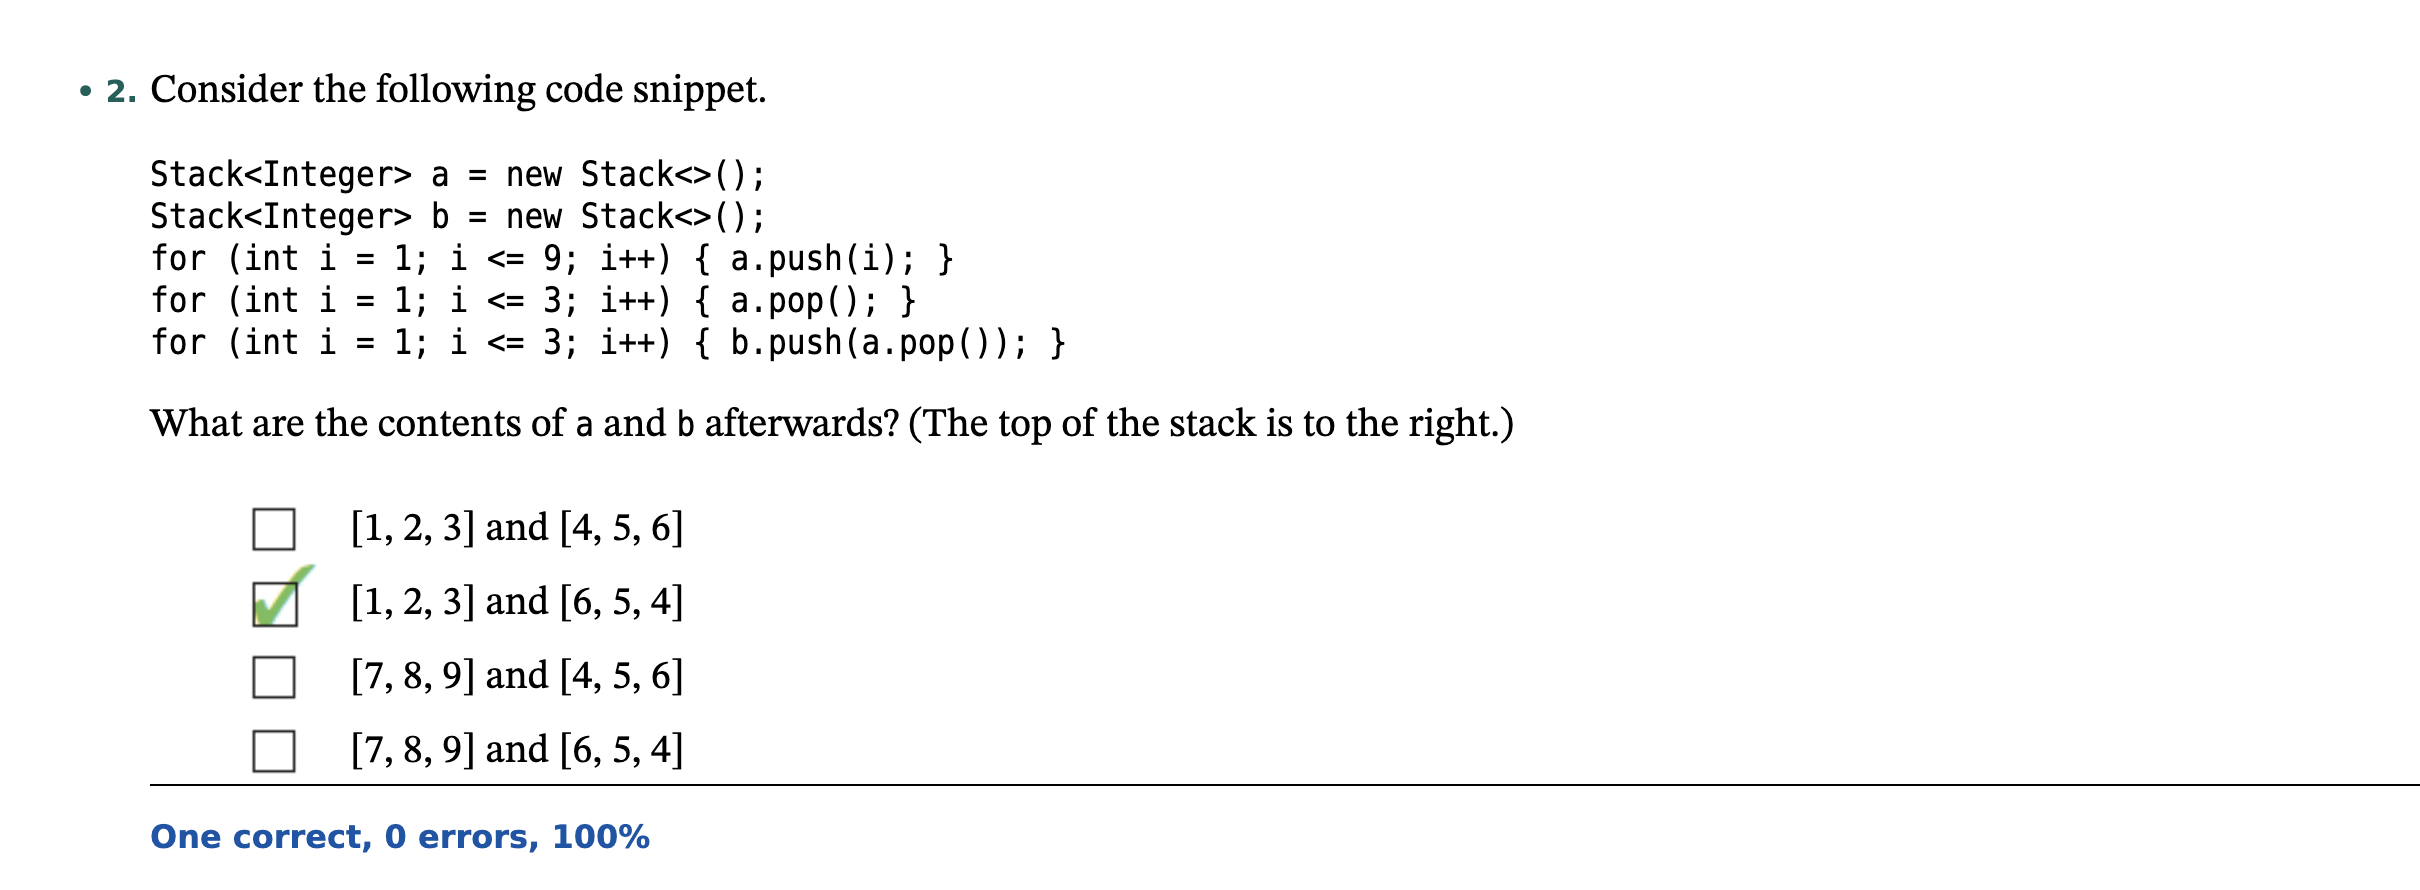 • 2. Consider the following code snippet.
Stack<Integer> a = new Stack<>();
Stack<Integer> b = new Stack<>();
for (int i = 1; i <= 9; i++) { a.push(i); }
for (int i = 1; i <= 3; i++) { a.pop(); }
for (int i = 1; i <= 3; i++) { b.push(a.pop()); }
What are the contents of a and b afterwards? (The top of the stack is to the right.)
[1, 2, 3] and [4, 5, 6]
[1, 2, 3] and [6, 5, 4]
[7, 8, 9] and [4, 5, 6]
[7, 8, 9] and [6, 5, 4]
One correct, 0 errors, 100%